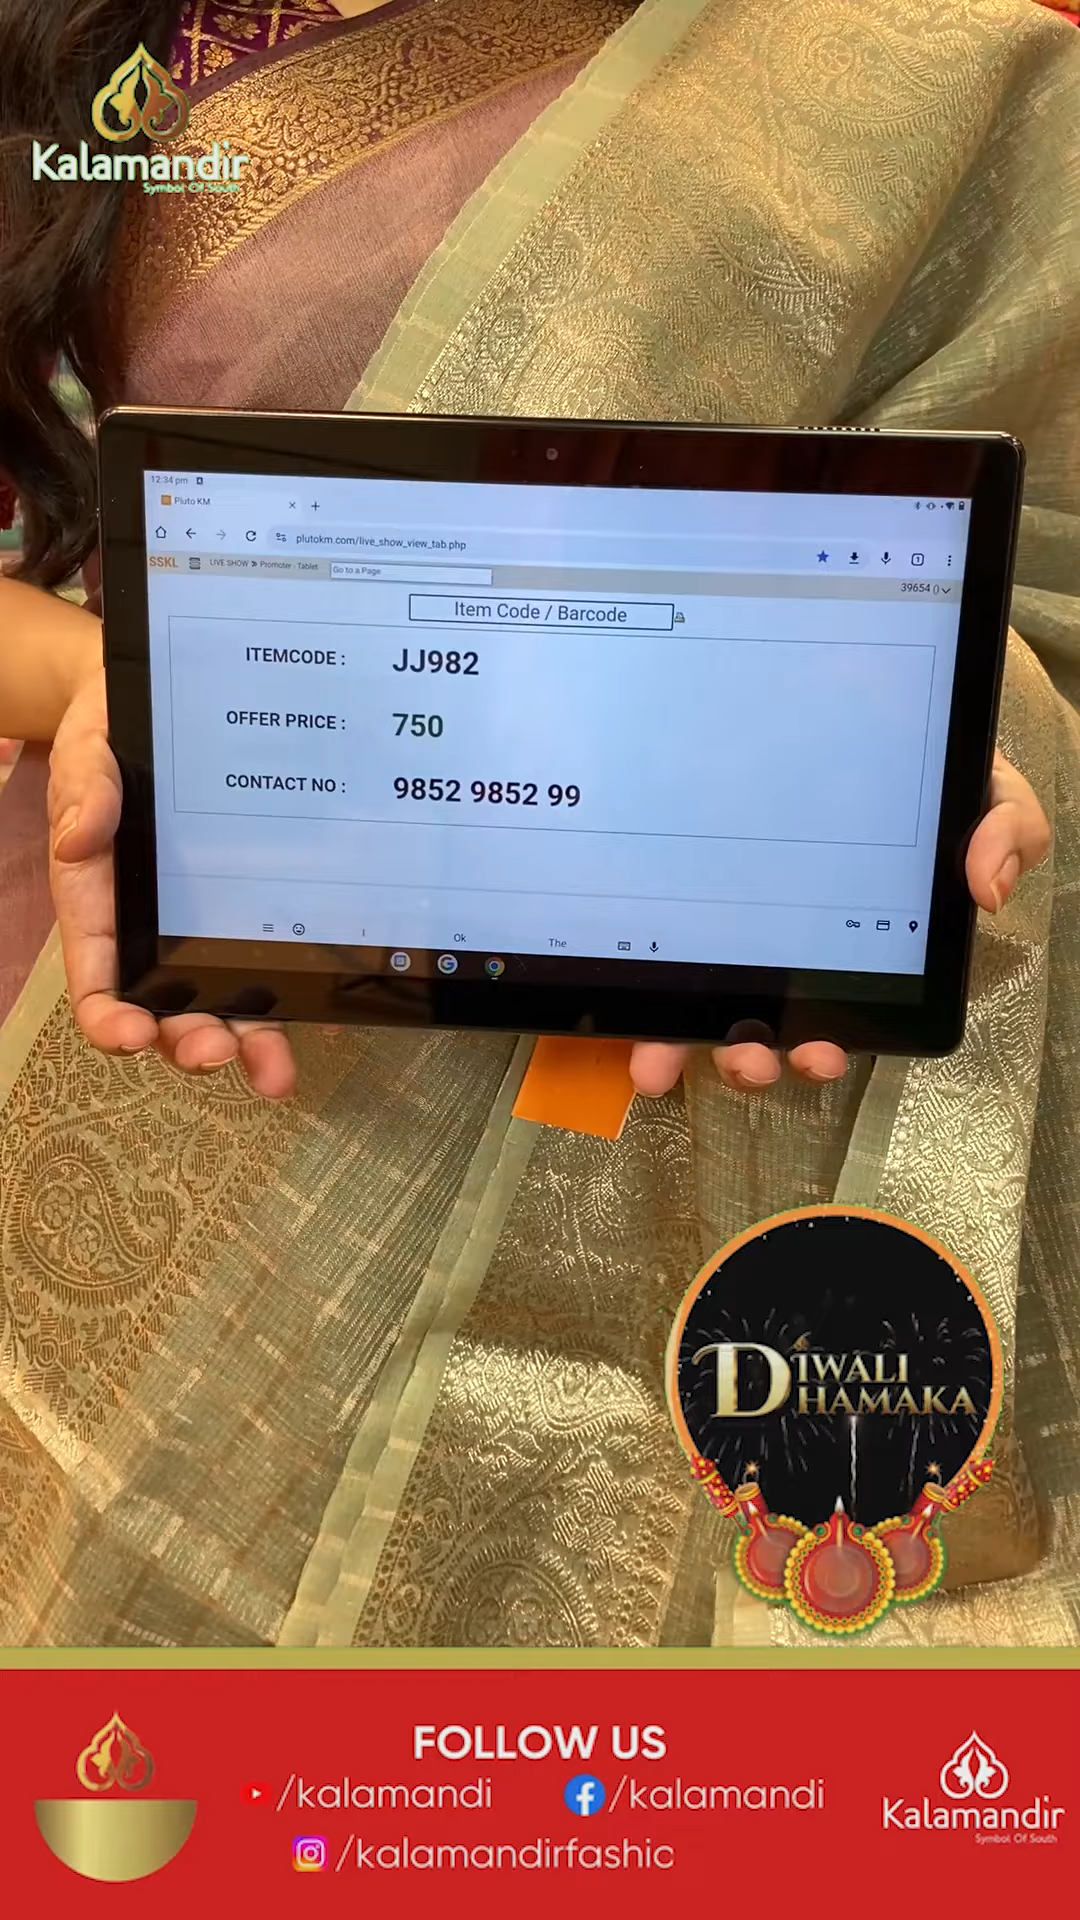 Kalamandir
Symbol Of South
12:34 pm
Pluto KM
plutokm.com/live_show_view_tab.php
SSKL
LIVE SHOW
Promoter - Tablet
Go to a Page
39654 ()
Item Code / Barcode
ITEMCODE : JJ982
OFFER PRICE : 750
CONTACT NO : 9852 9852 99
Ok
The
DIWALI
DHAMAKA
FOLLOW US
/kalamandi
/kalamandi
/kalamandirfashic
Kalamandir
Symbol Of South